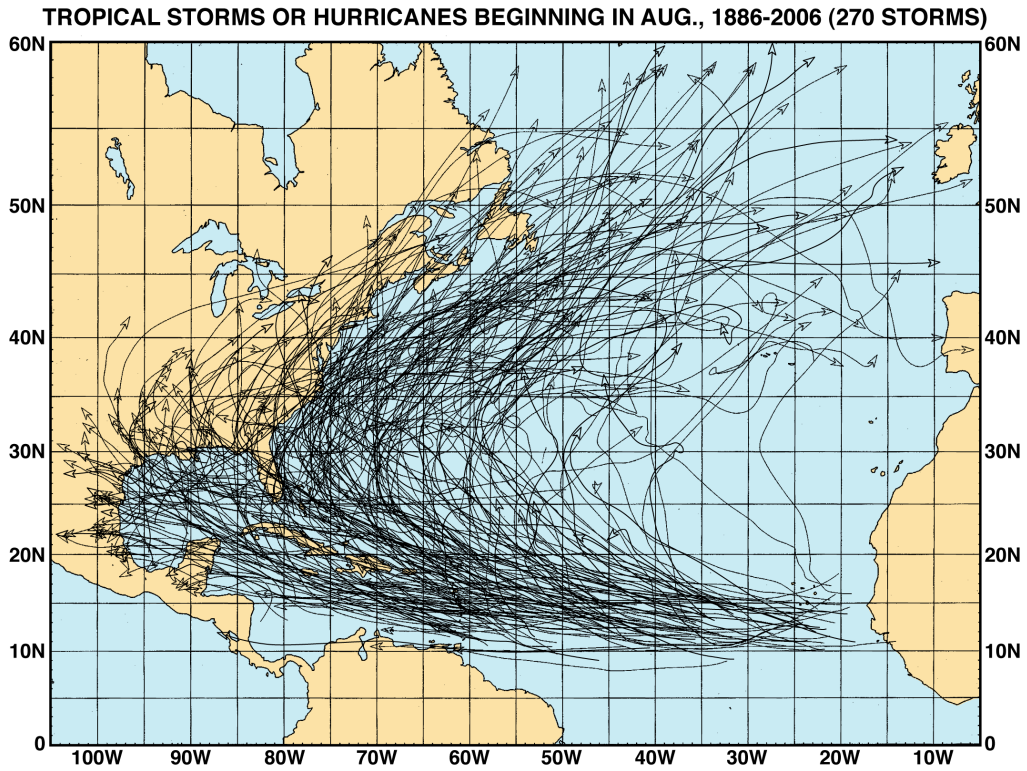 TROPICAL STORMS OR HURRICANES BEGINNING IN AUG., 1886-2006 (270 STORMS)
60N 60N
50N 50N
40N 40N
30N 30N
20N 20N
10N 10N
0 0
100W 90W 80W 70W 60W 50W 40W 30W 20W 10W